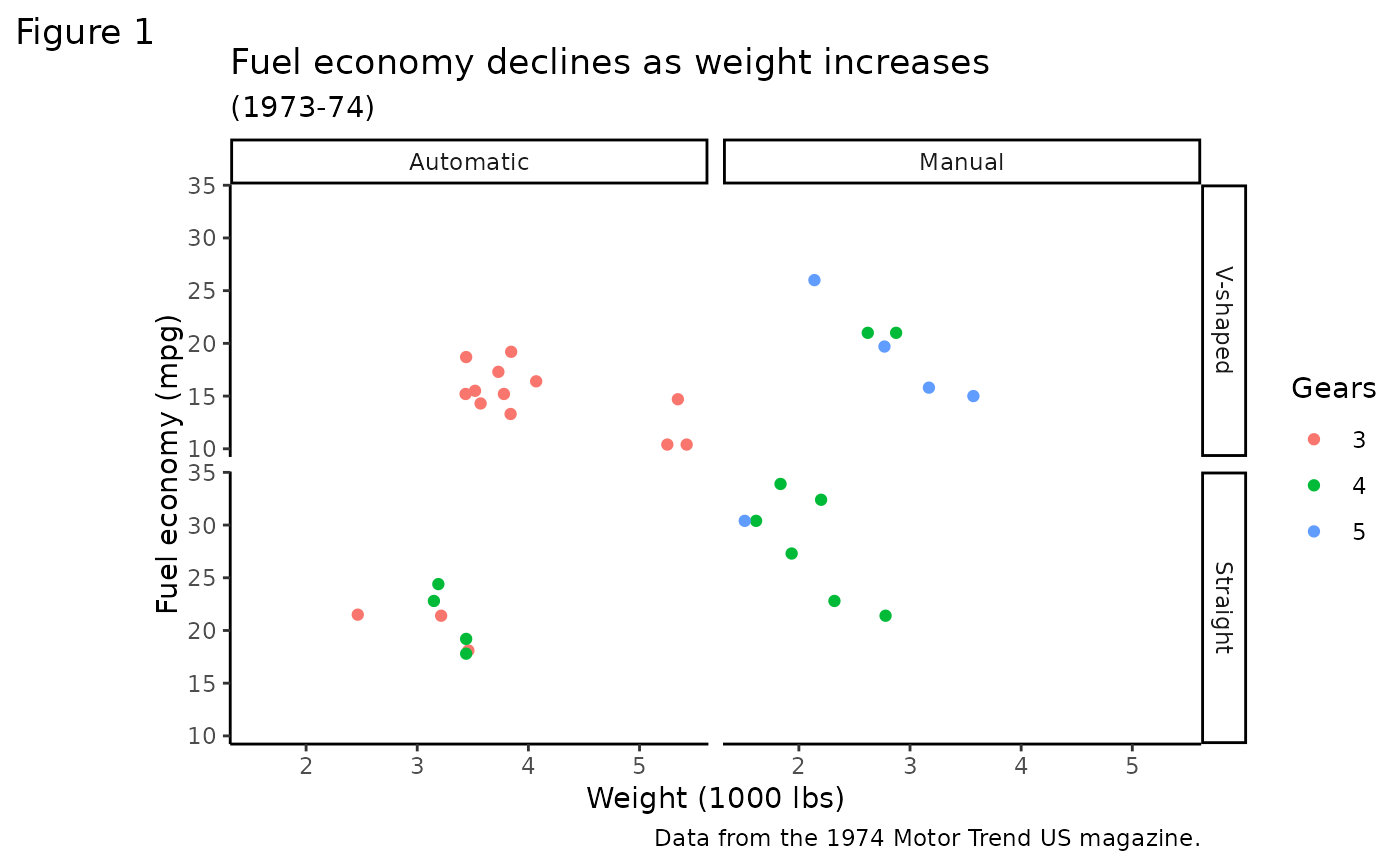 Figure 1
Fuel economy declines as weight increases
(1973-74)
Automatic
Manual
35
30
25
20
15
10
V-shaped
Fuel economy (mpg)
35
30
25
20
15
10
Straight
Gears
3
4
5
2 3 4 5
2 3 4 5
Weight (1000 lbs)
Data from the 1974 Motor Trend US magazine.